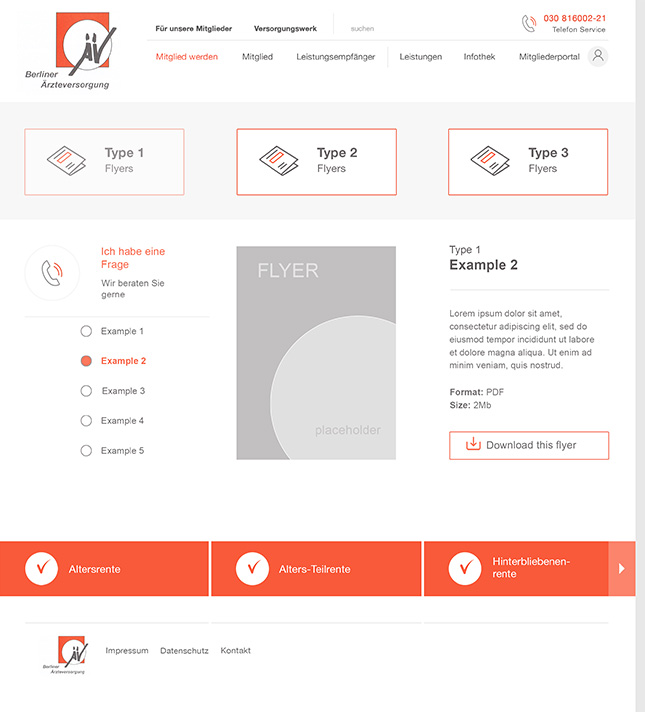 ÄV
Berliner
Ärzteversorgung
Für unsere Mitglieder
Versorgungswerk
suchen
030 816002-21
Telefon Service
Mitglied werden
Mitglied
Leistungsempfänger
Leistungen
Infothek
Mitgliederportal
Type 1
Flyers
Type 2
Flyers
Type 3
Flyers
Ich habe eine
Frage
Wir beraten Sie
gerne
Example 1
Example 2
Example 3
Example 4
Example 5
FLYER
placeholder
Type 1
Example 2
Lorem ipsum dolor sit amet,
consectetur adipiscing elit, sed do
eiusmod tempor incididunt ut labore
et dolore magna aliqua. Ut enim ad
minim veniam, quis nostrud.
Format: PDF
Size: 2Mb
Download this flyer
Altersrente
Alters-Teilrente
Hinterbliebenen-
rente
ÄV
Berliner
Ärzteversorgung
Impressum
Datenschutz
Kontakt